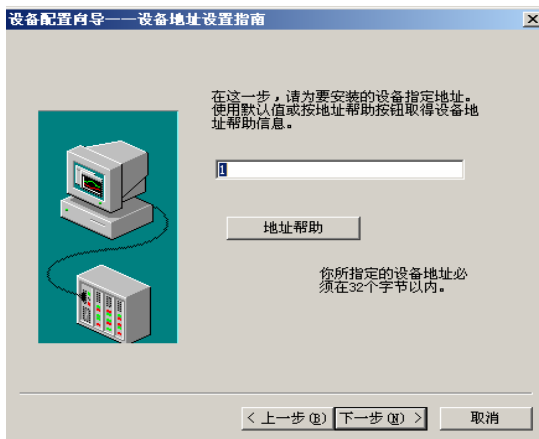 设备配置向导——设备地址设置指南
在这一步，请为要安装的设备指定地址。
使用默认值或按地址帮助按钮取得设备地
址帮助信息。
1
地址帮助
你所指定的设备地址必
须在32个字节以内。
< 上一步(B) 下一步(N) > 取消